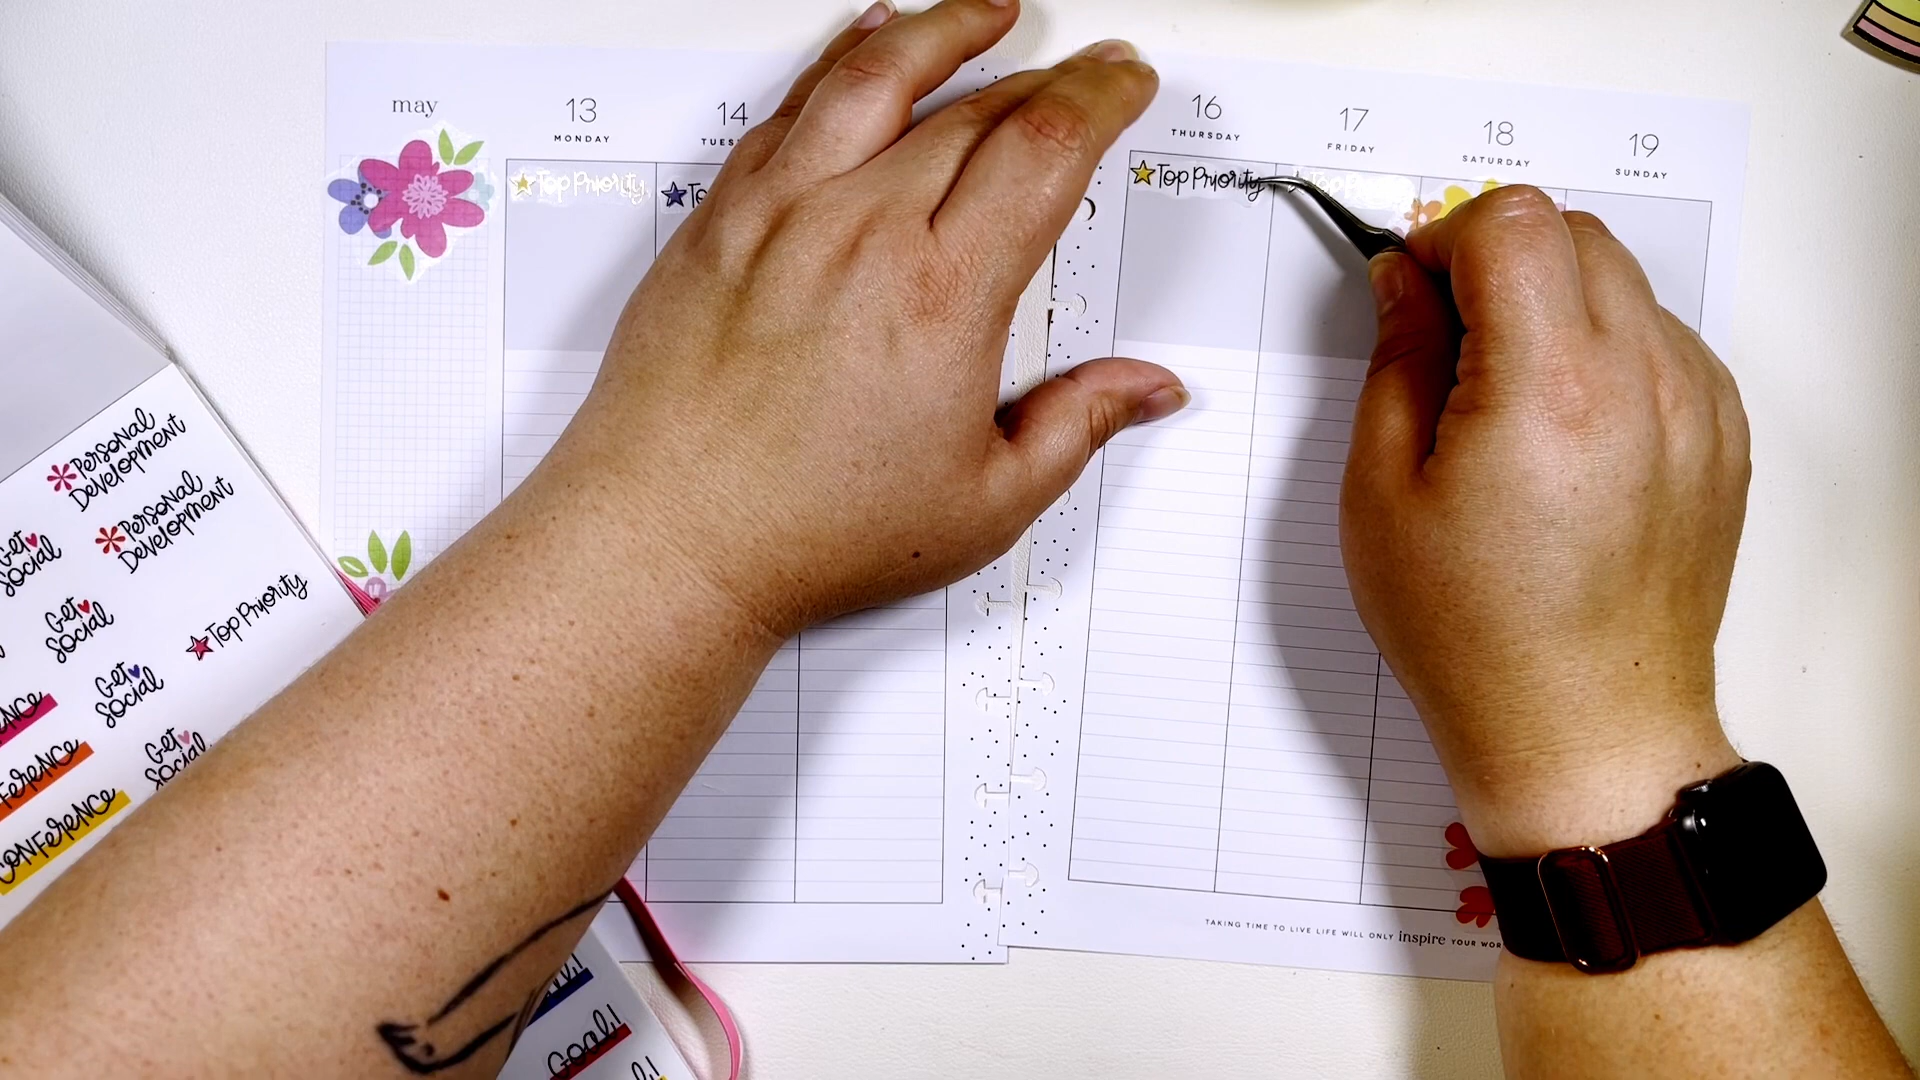 may
13
MONDAY
14
16
THURSDAY
17
FRIDAY
18
SATURDAY
19
SUNDAY
Top Priority
Top Priority
Top
Personal
Development
Personal
Development
Get
Social
Get
Social
Top Priority
Get
Social
Get
Social
CONFERENCE
TAKING TIME TO LIVE LIFE WILL ONLY inspire YOUR
Goal!